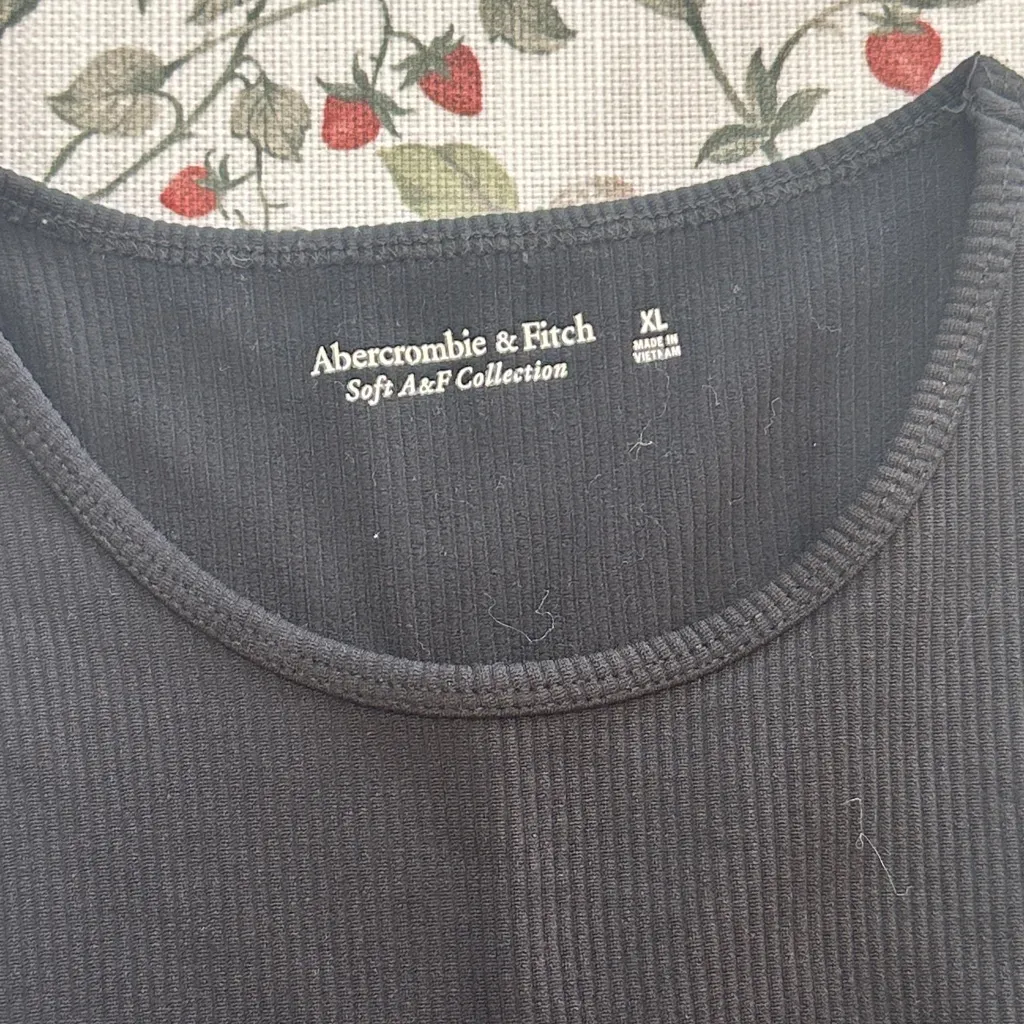 Abercrombie & Fitch
Soft A&F Collection
XL
MADE IN
VIETNAM